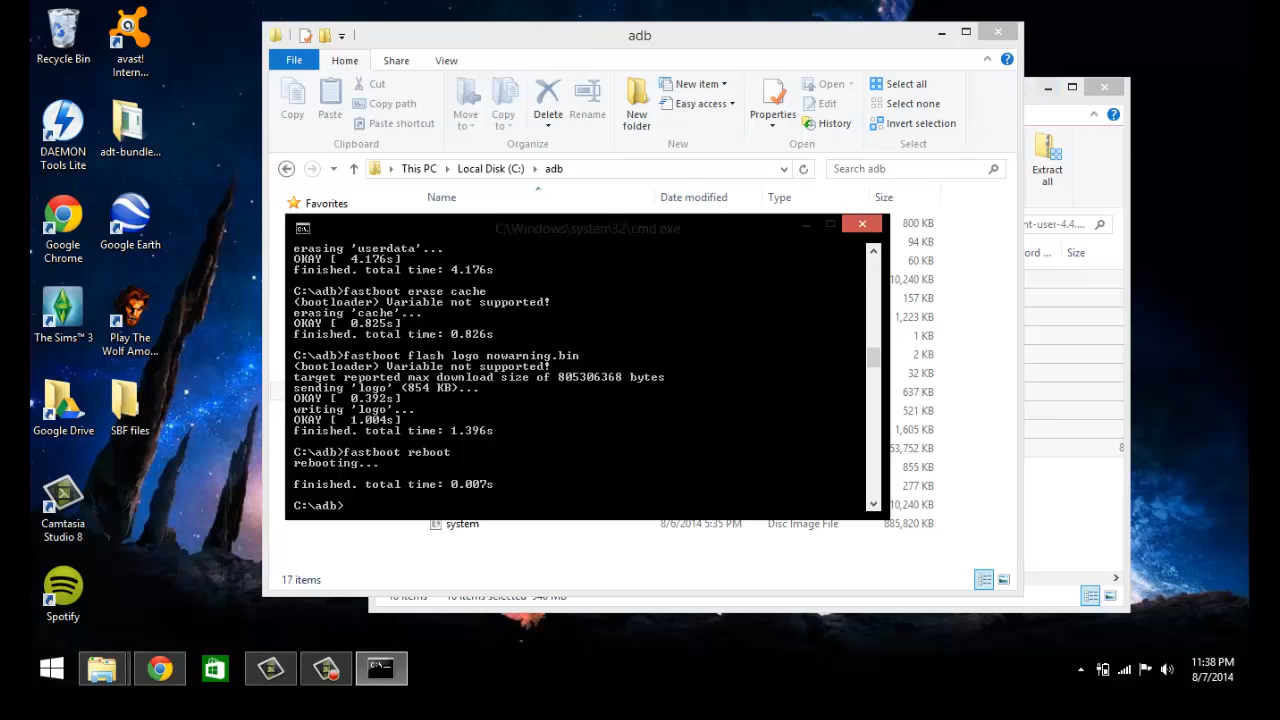 Recycle Bin
avast!
Intern...
DAEMON
Tools Lite
adt-bundle...
Google
Chrome
Google Earth
The Sims™ 3
Play The
Wolf Amo...
Google Drive
SBF files
Camtasia
Studio 8
Spotify
adb
File
Home
Share
View
Copy
Paste
Cut
Copy path
Paste shortcut
Clipboard
Move
to
Copy
to
Delete
Rename
Organize
New
folder
New item
Easy access
New
Properties
Open
Edit
History
Open
Select all
Select none
Invert selection
Select
Extract
all
This PC
Local Disk (C:)
adb
Search adb
Favorites
Name
Date modified
Type
Size
nt-user-4.4....
ord ...
Size
C:\Windows\system32\cmd.exe
erasing 'userdata'...
OKAY [  4.176s]
finished. total time: 4.176s
C:\adb>fastboot erase cache
(bootloader) Variable not supported!
erasing 'cache'...
OKAY [  0.825s]
finished. total time: 0.826s
C:\adb>fastboot flash logo nowarning.bin
(bootloader) Variable not supported!
target reported max download size of 805306368 bytes
sending 'logo' (854 KB)...
OKAY [  0.392s]
writing 'logo'...
OKAY [  1.004s]
finished. total time: 1.396s
C:\adb>fastboot reboot
rebooting...
finished. total time: 0.007s
C:\adb>
800 KB
94 KB
60 KB
10,240 KB
157 KB
1,223 KB
1 KB
2 KB
32 KB
637 KB
521 KB
1,605 KB
53,752 KB
855 KB
277 KB
10,240 KB
system
8/6/2014 5:35 PM
Disc Image File
885,820 KB
17 items
11:38 PM
8/7/2014